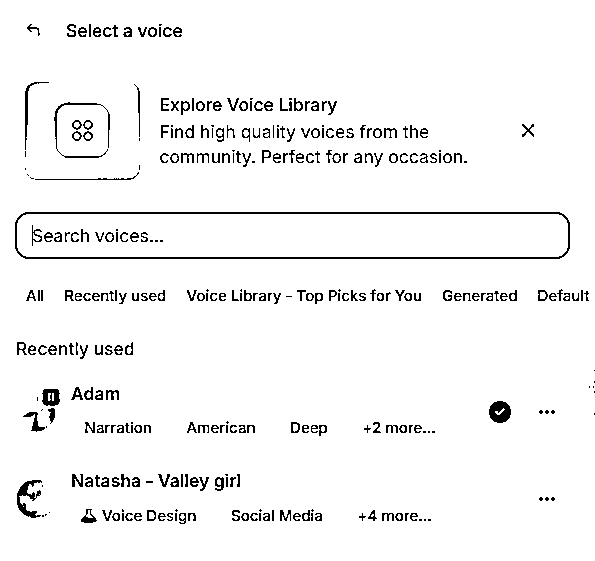 Select a voice
Explore Voice Library
Find high quality voices from the
community. Perfect for any occasion.
Search voices...
All Recently used Voice Library - Top Picks for You Generated Default
Recently used
Adam
Narration American Deep +2 more...
Natasha - Valley girl
Voice Design Social Media +4 more...